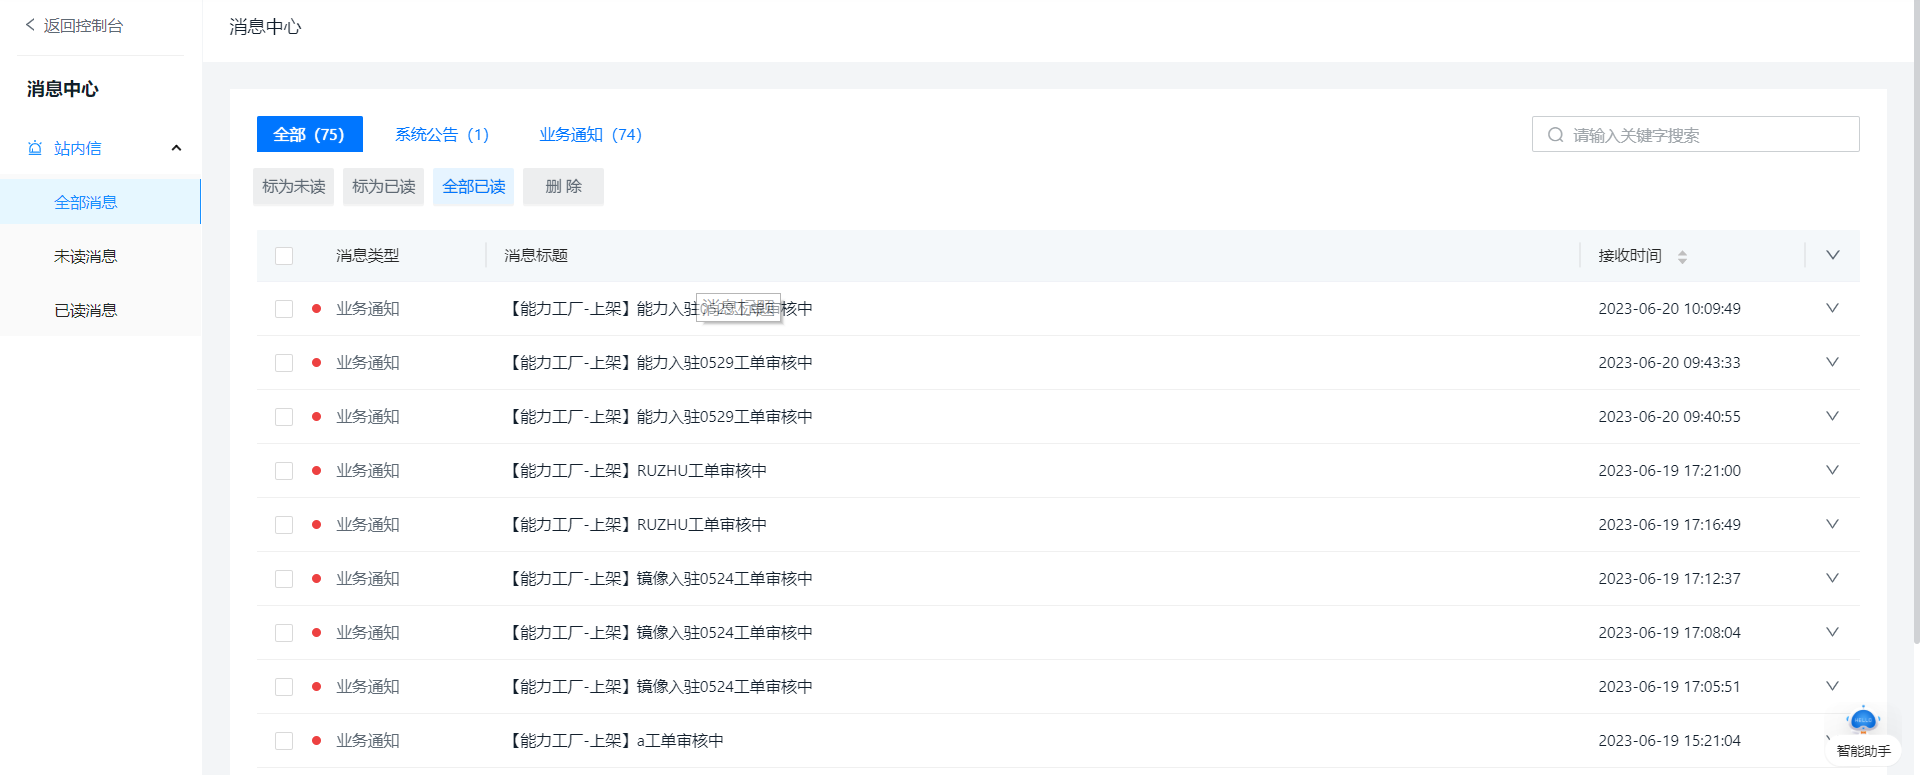 返回控制台
消息中心
消息中心
站内信
全部消息
未读消息
已读消息
全部（75）
系统公告（1）
业务通知（74）
请输入关键字搜索
标为未读
标为已读
全部已读
删 除
消息类型
消息标题
接收时间
业务通知
【能力工厂-上架】能力入驻0529工单审核中
消息标题
2023-06-20 10:09:49
业务通知
【能力工厂-上架】能力入驻0529工单审核中
2023-06-20 09:43:33
业务通知
【能力工厂-上架】能力入驻0529工单审核中
2023-06-20 09:40:55
业务通知
【能力工厂-上架】RUZHU工单审核中
2023-06-19 17:21:00
业务通知
【能力工厂-上架】RUZHU工单审核中
2023-06-19 17:16:49
业务通知
【能力工厂-上架】镜像入驻0524工单审核中
2023-06-19 17:12:37
业务通知
【能力工厂-上架】镜像入驻0524工单审核中
2023-06-19 17:08:04
业务通知
【能力工厂-上架】镜像入驻0524工单审核中
2023-06-19 17:05:51
业务通知
【能力工厂-上架】a工单审核中
2023-06-19 15:21:04
HELLO
智能助手